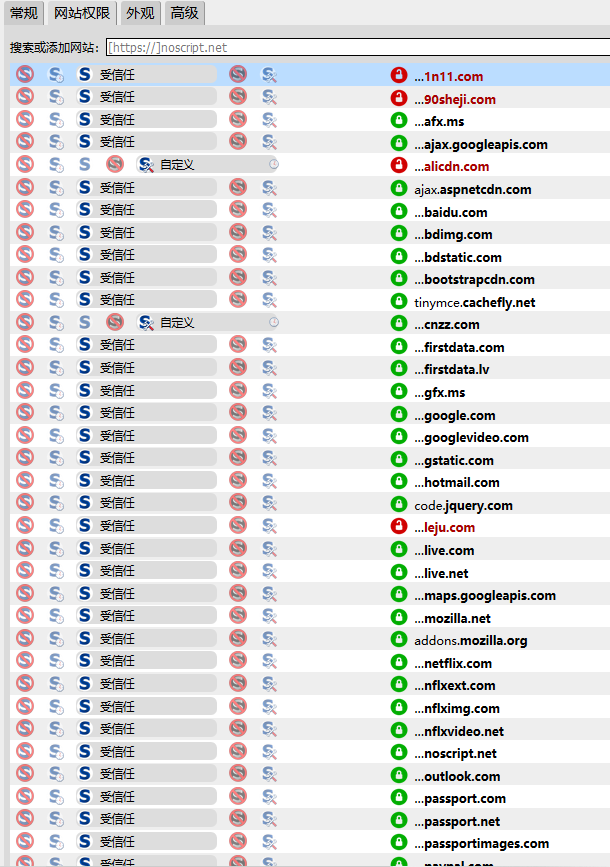 常规 网站权限 外观 高级
搜索或添加网站: [https://]noscript.net
受信任 ...1n11.com
受信任 ...90sheji.com
受信任 ...afx.ms
受信任 ...ajax.googleapis.com
自定义 ...alicdn.com
受信任 ajax.aspnetcdn.com
受信任 ...baidu.com
受信任 ...bdimg.com
受信任 ...bdstatic.com
受信任 ...bootstrapcdn.com
受信任 tinymce.cachefly.net
自定义 ...cnzz.com
受信任 ...firstdata.com
受信任 ...firstdata.lv
受信任 ...gfx.ms
受信任 ...google.com
受信任 ...googlevideo.com
受信任 ...gstatic.com
受信任 ...hotmail.com
受信任 code.jquery.com
受信任 ...leju.com
受信任 ...live.com
受信任 ...live.net
受信任 ...maps.googleapis.com
受信任 ...mozilla.net
受信任 addons.mozilla.org
受信任 ...netflix.com
受信任 ...nflxext.com
受信任 ...nflximg.com
受信任 ...nflxvideo.net
受信任 ...noscript.net
受信任 ...outlook.com
受信任 ...passport.com
受信任 ...passport.net
受信任 ...passportimages.com
受信任 ...paypal.com